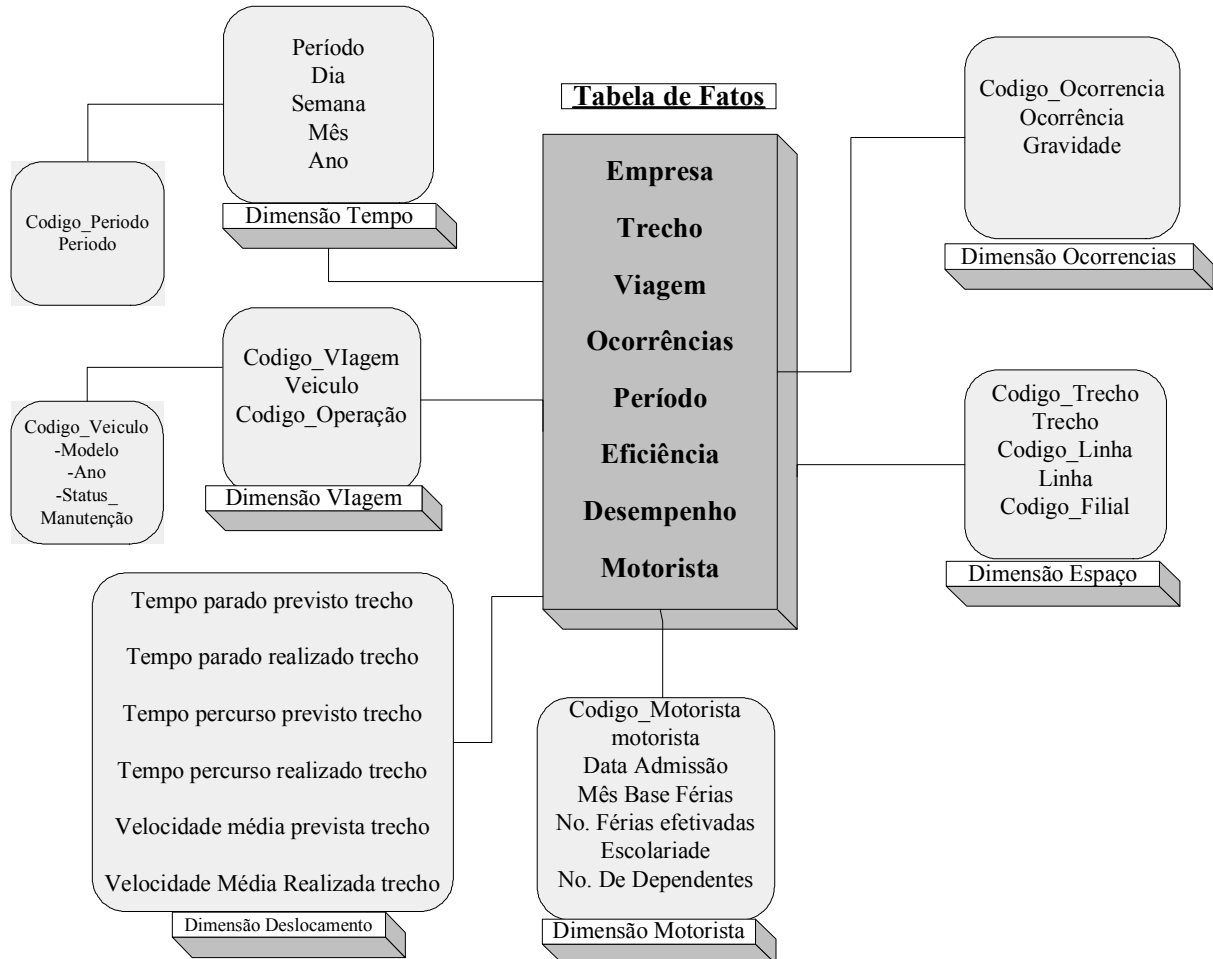 Período
Dia
Semana
Mês
Ano
Dimensão Tempo
Codigo_Periodo
Periodo
Tabela de Fatos
Empresa
Trecho
Viagem
Ocorrências
Período
Eficiência
Desempenho
Motorista
Codigo_Ocorrencia
Ocorrência
Gravidade
Dimensão Ocorrencias
Codigo_VIagem
Veiculo
Codigo_Operação
Dimensão VIagem
Codigo_Veiculo
-Modelo
-Ano
-Status_
Manutenção
Codigo_Trecho
Trecho
Codigo_Linha
Linha
Codigo_Filial
Dimensão Espaço
Tempo parado previsto trecho
Tempo parado realizado trecho
Tempo percurso previsto trecho
Tempo percurso realizado trecho
Velocidade média prevista trecho
Velocidade Média Realizada trecho
Dimensão Deslocamento
Codigo_Motorista
motorista
Data Admissão
Mês Base Férias
No. Férias efetivadas
Escolariade
No. De Dependentes
Dimensão Motorista